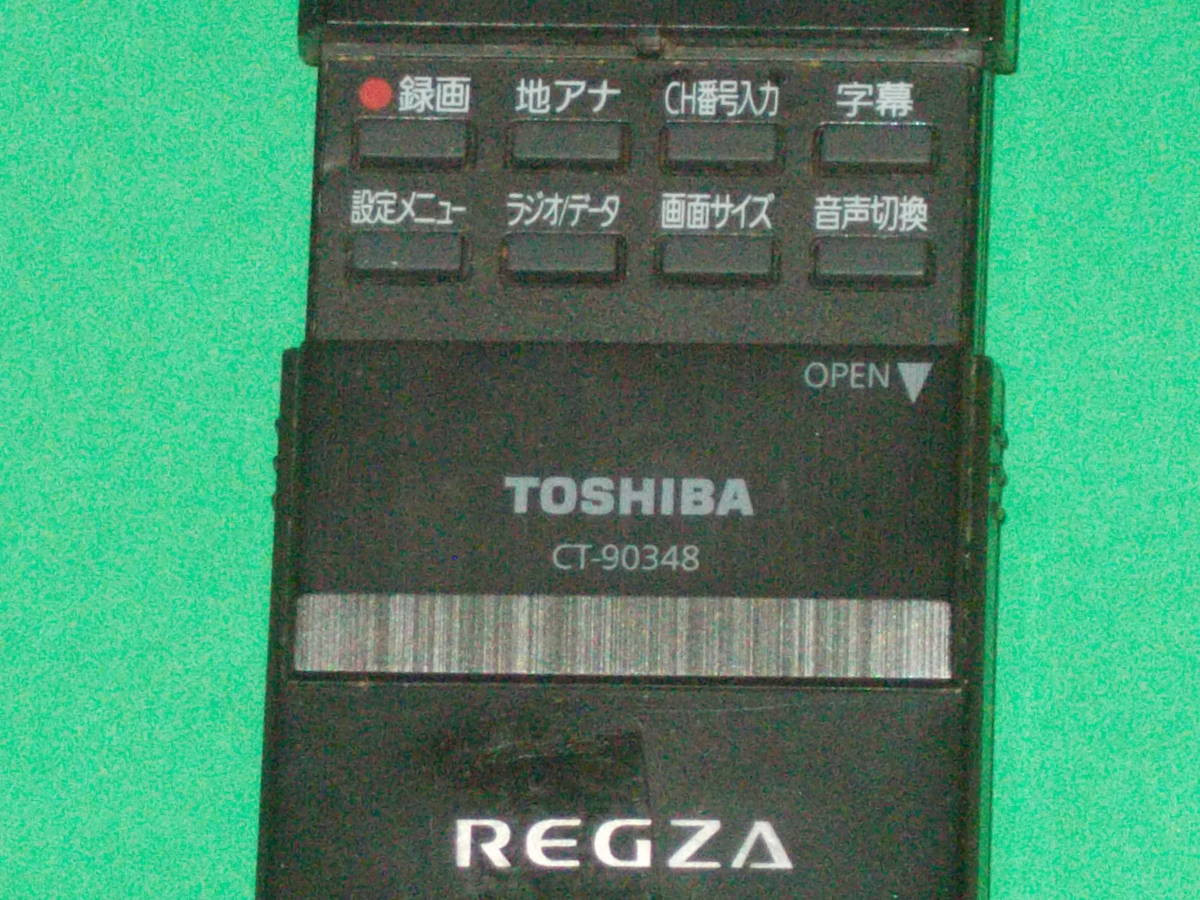 ● 録画 地アナ CH番号入力 字幕
設定メニュー ラジオ/データ 画面サイズ 音声切換
OPEN▼
TOSHIBA
CT-90348
REGZA